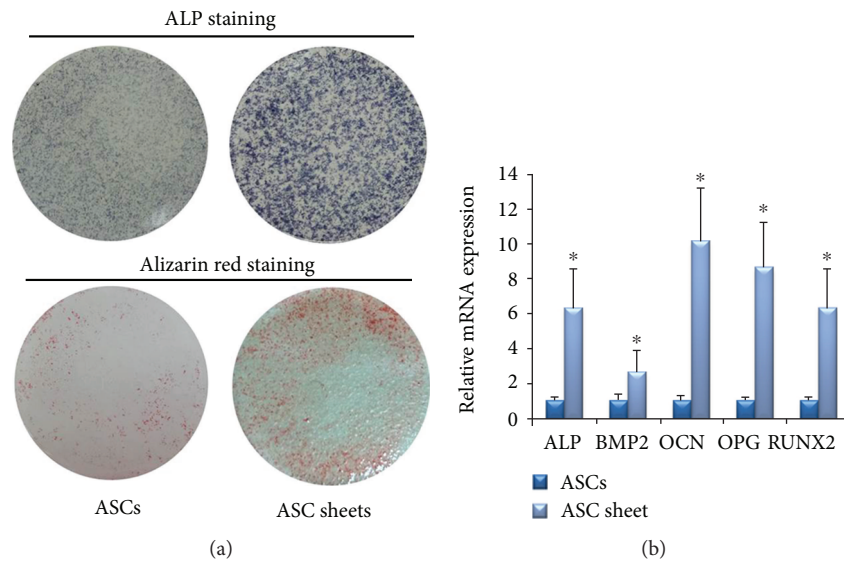 ALP staining
Alizarin red staining
ASCs
ASC sheets
(a)
Relative mRNA expression
14
12
10
8
6
4
2
0
*
*
*
*
*
ALP BMP2 OCN OPG RUNX2
ASCs
ASC sheet
(b)